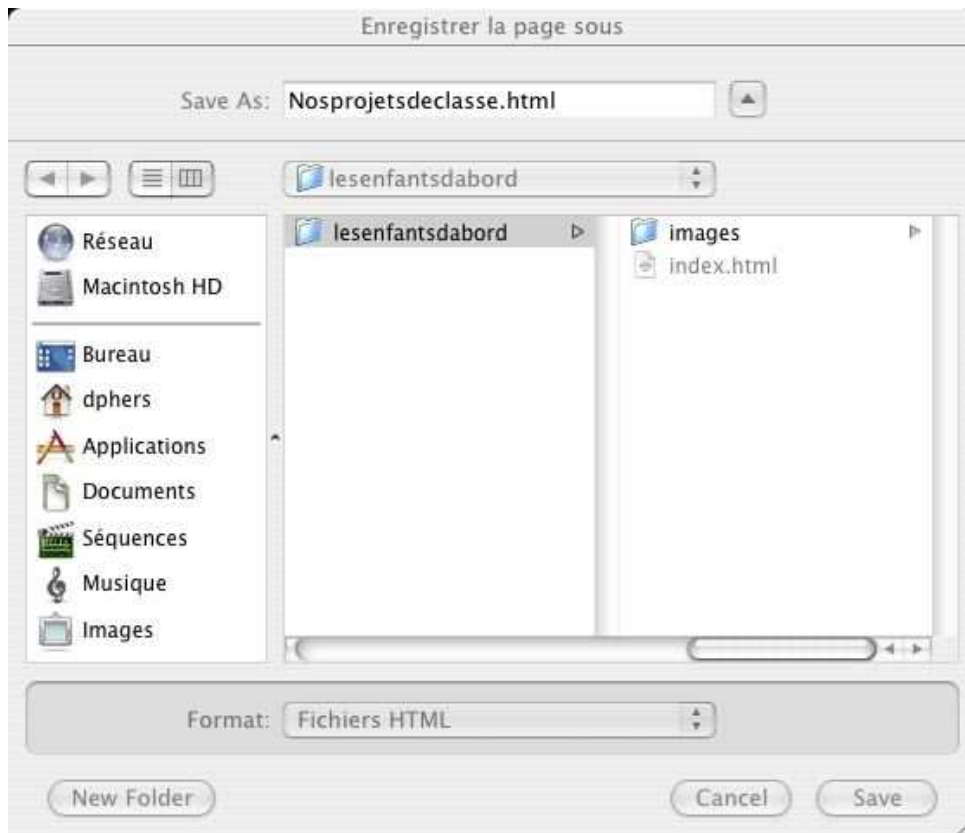 Enregistrer la page sous
Save As: Nosprojetsdeclasse.html
lesenfantsdabord
Réseau
Macintosh HD
Bureau
dphers
Applications
Documents
Séquences
Musique
Images
lesenfantsdabord
images
index.html
Format: Fichiers HTML
New Folder
Cancel
Save